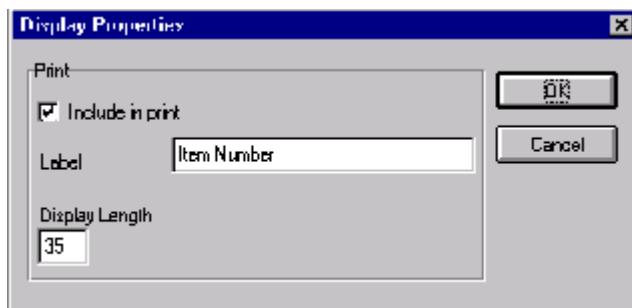 Display Properties
Print
Include in print
Label
Item Number
Display Length
35
OK
Cancel